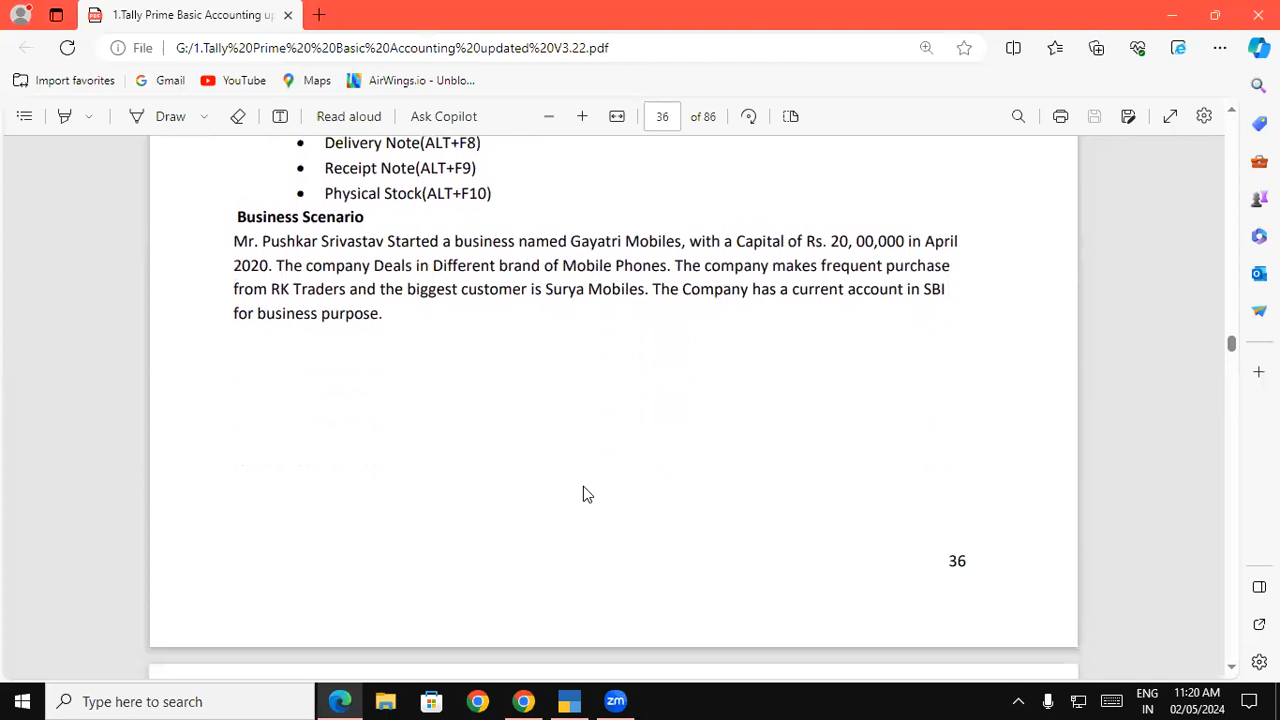 1.Tally Prime Basic Accounting up
File
G:/1.Tally%20Prime%20%20Basic%20Accounting%20updated%20V3.22.pdf
Import favorites
Gmail
YouTube
Maps
AirWings.io - Unblo...
Draw
Read aloud
Ask Copilot
36
of 86
• Delivery Note(ALT+F8)
• Receipt Note(ALT+F9)
• Physical Stock(ALT+F10)
Business Scenario
Mr. Pushkar Srivastav Started a business named Gayatri Mobiles, with a Capital of Rs. 20, 00,000 in April
2020. The company Deals in Different brand of Mobile Phones. The company makes frequent purchase
from RK Traders and the biggest customer is Surya Mobiles. The Company has a current account in SBI
for business purpose.
36
Type here to search
zm
ENG
IN
11:20 AM
02/05/2024